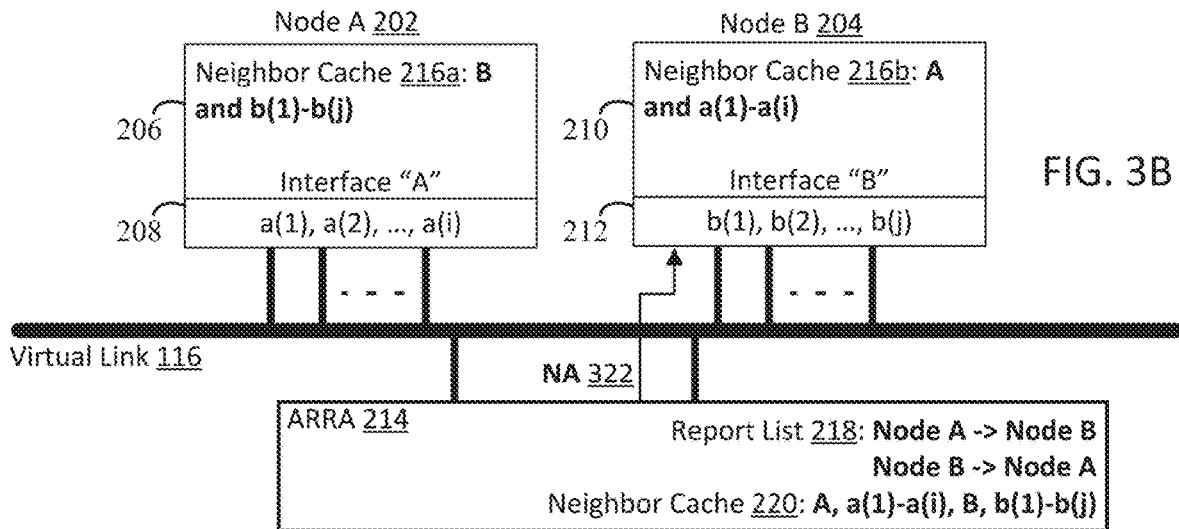 Node A 202
Node B 204
Neighbor Cache 216a: B
and b(1)-b(j)
206
Interface "A"
208
a(1), a(2), ..., a(i)
Neighbor Cache 216b: A
and a(1)-a(i)
210
Interface "B"
212
b(1), b(2), ..., b(j)
FIG. 3B
- - - -
- - - -
Virtual Link 116
NA 322
ARRA 214
Report List 218: Node A -> Node B
Node B -> Node A
Neighbor Cache 220: A, a(1)-a(i), B, b(1)-b(j)